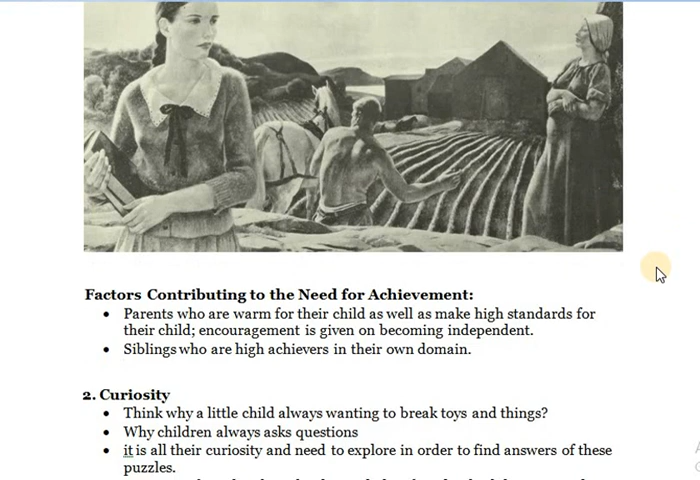 Factors Contributing to the Need for Achievement:
• Parents who are warm for their child as well as make high standards for
their child; encouragement is given on becoming independent.
• Siblings who are high achievers in their own domain.
2. Curiosity
• Think why a little child always wanting to break toys and things?
• Why children always asks questions
• it is all their curiosity and need to explore in order to find answers of these
puzzles.